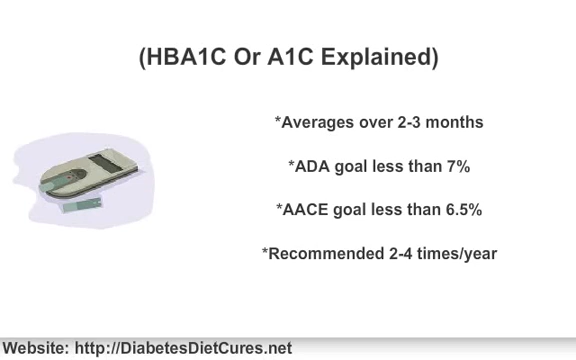 (HBA1C Or A1C Explained)
*Averages over 2-3 months
*ADA goal less than 7%
*AACE goal less than 6.5%
*Recommended 2-4 times/year
Website: http://DiabetesDietCures.net